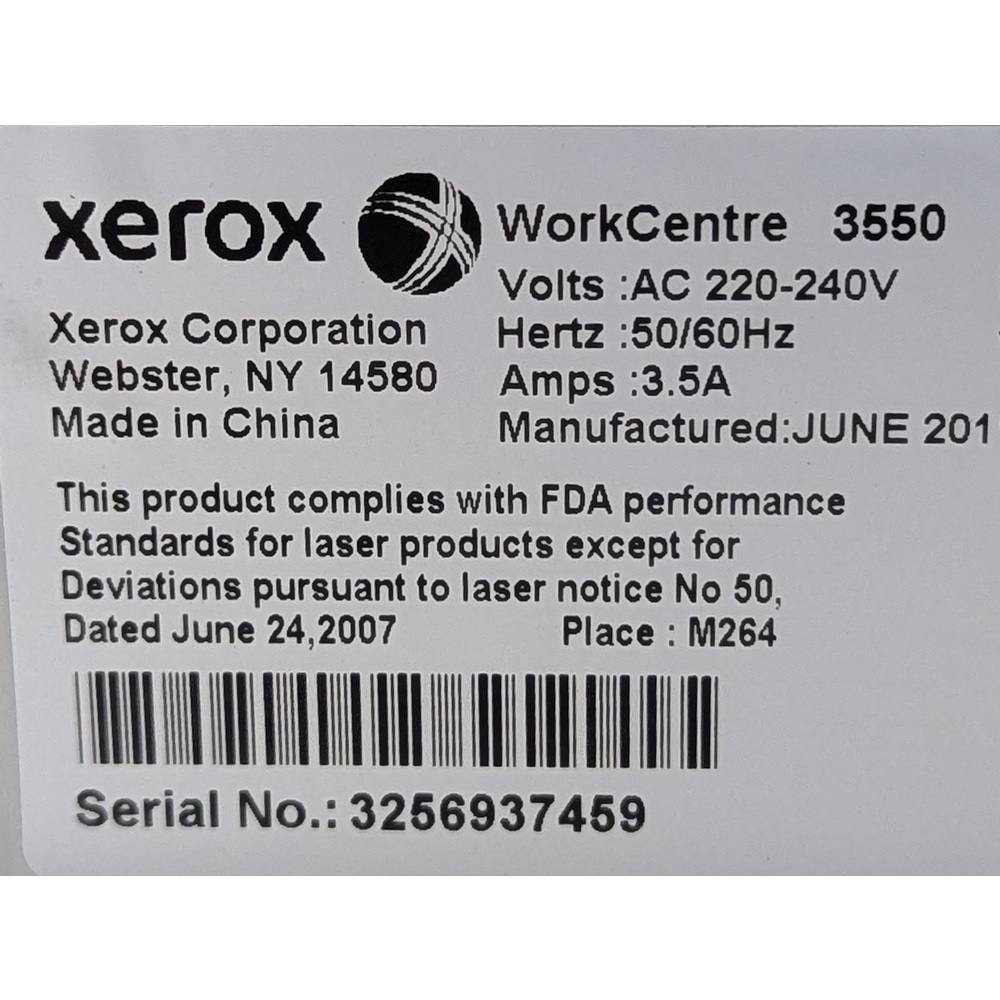 xerox
WorkCentre 3550
Volts :AC 220-240V
Hertz :50/60Hz
Amps :3.5A
Manufactured:JUNE 201
Xerox Corporation
Webster, NY 14580
Made in China
This product complies with FDA performance
Standards for laser products except for
Deviations pursuant to laser notice No 50,
Dated June 24,2007 Place : M264
Serial No.: 3256937459